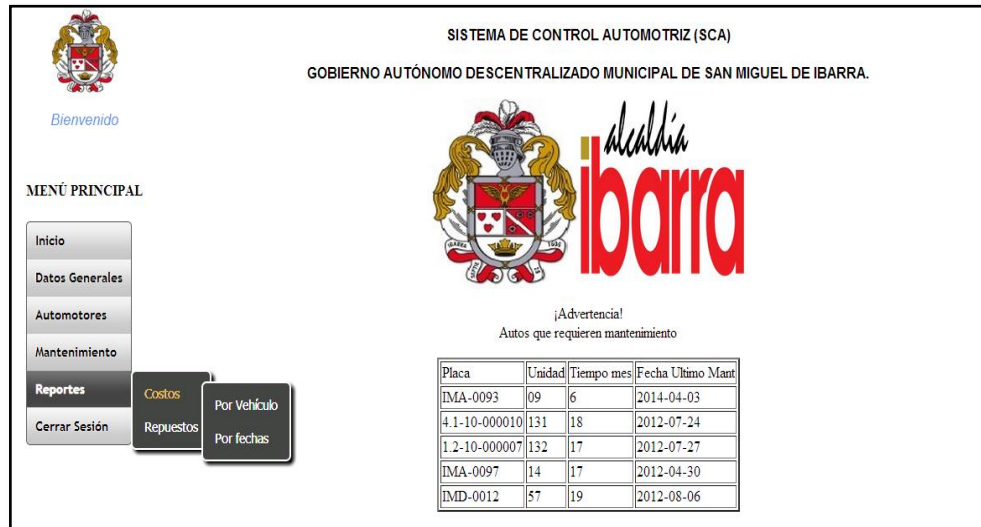 SISTEMA DE CONTROL AUTOMOTRIZ (SCA)
GOBIERNO AUTÓNOMO DESCENTRALIZADO MUNICIPAL DE SAN MIGUEL DE IBARRA.
Bienvenido
alcaldía
ibarra
MENÚ PRINCIPAL
Inicio
Datos Generales
Automotores
Mantenimiento
Reportes
Cerrar Sesión
Costos
Repuestos
Por Vehículo
Por fechas
¡Advertencia!
Autos que requieren mantenimiento
Placa Unidad Tiempo mes Fecha Ultimo Mant
IMA-0093 09 6 2014-04-03
4.1-10-000010 131 18 2012-07-24
1.2-10-000007 132 17 2012-07-27
IMA-0097 14 17 2012-04-30
IMD-0012 57 19 2012-08-06